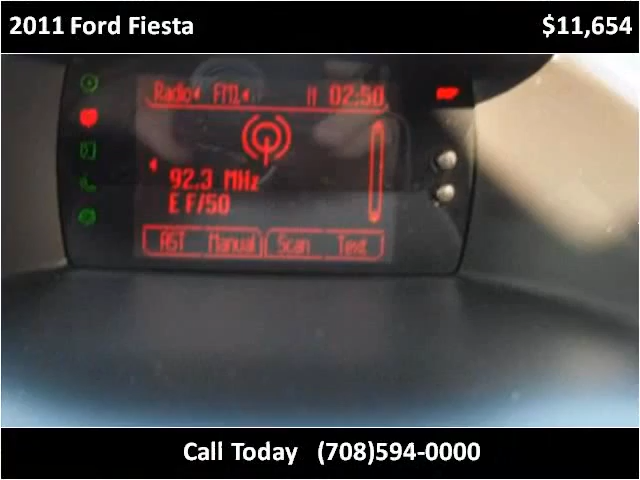 2011 Ford Fiesta $11,654
Radio FM1 02:50
92.3 MHz
E F/50
AST Manual Scan Text
Call Today (708)594-0000